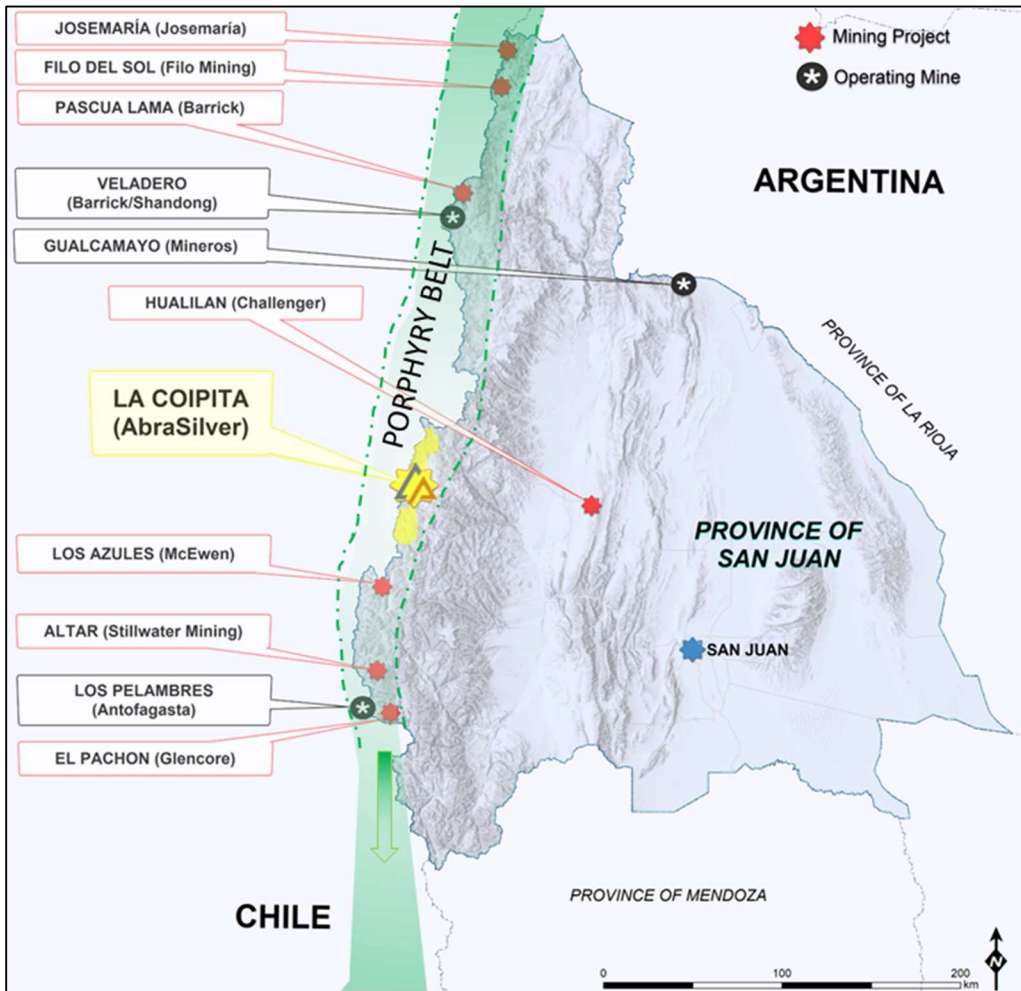 JOSEMARÍA (Josemaría)
FILO DEL SOL (Filo Mining)
PASCUA LAMA (Barrick)
VELADERO
(Barrick/Shandong)
GUALCAMAYO (Mineros)
HUALILAN (Challenger)
LA COIPITA
(AbraSilver)
LOS AZULES (McEwen)
ALTAR (Stillwater Mining)
LOS PELAMBRES
(Antofagasta)
EL PACHON (Glencore)
PORPHYRY BELT
Mining Project
Operating Mine
ARGENTINA
PROVINCE OF LA RIOJA
PROVINCE OF
SAN JUAN
SAN JUAN
PROVINCE OF MENDOZA
CHILE
N
0 100 200
km